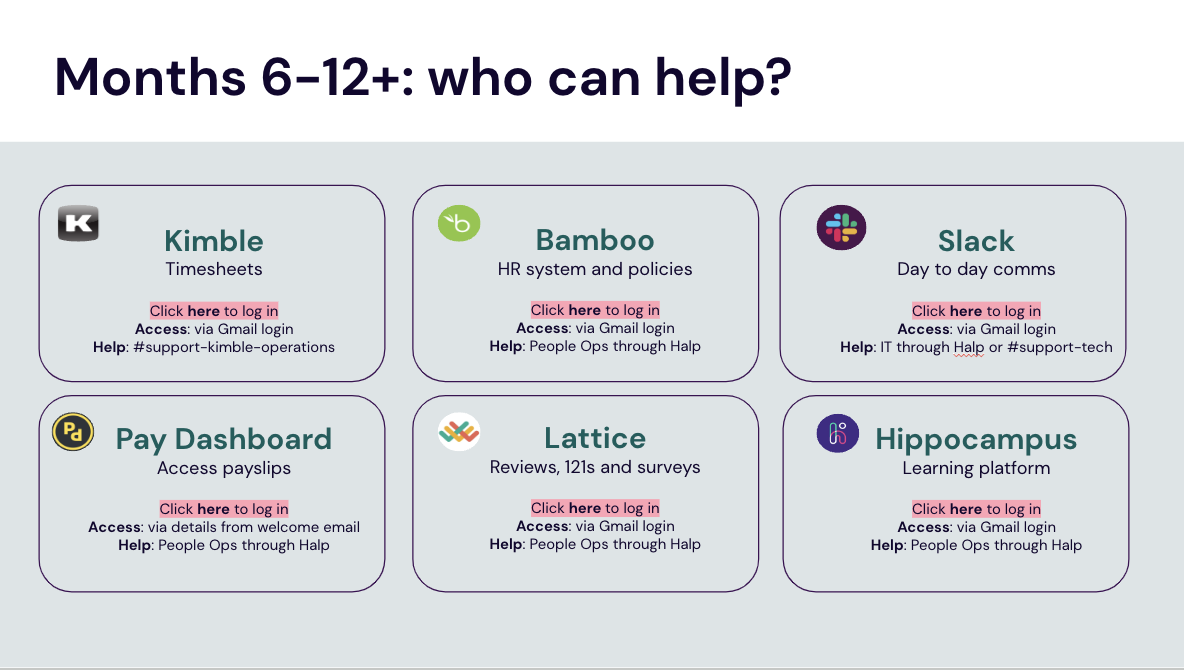 Months 6-12+: who can help?
K
Kimble
Timesheets
Click here to log in
Access: via Gmail login
Help: #support-kimble-operations
b
Bamboo
HR system and policies
Click here to log in
Access: via Gmail login
Help: People Ops through Halp
Slack
Day to day comms
Click here to log in
Access: via Gmail login
Help: IT through Halp or #support-tech
Pd
Pay Dashboard
Access payslips
Click here to log in
Access: via details from welcome email
Help: People Ops through Halp
Lattice
Reviews, 121s and surveys
Click here to log in
Access: via Gmail login
Help: People Ops through Halp
h
Hippocampus
Learning platform
Click here to log in
Access: via Gmail login
Help: People Ops through Halp